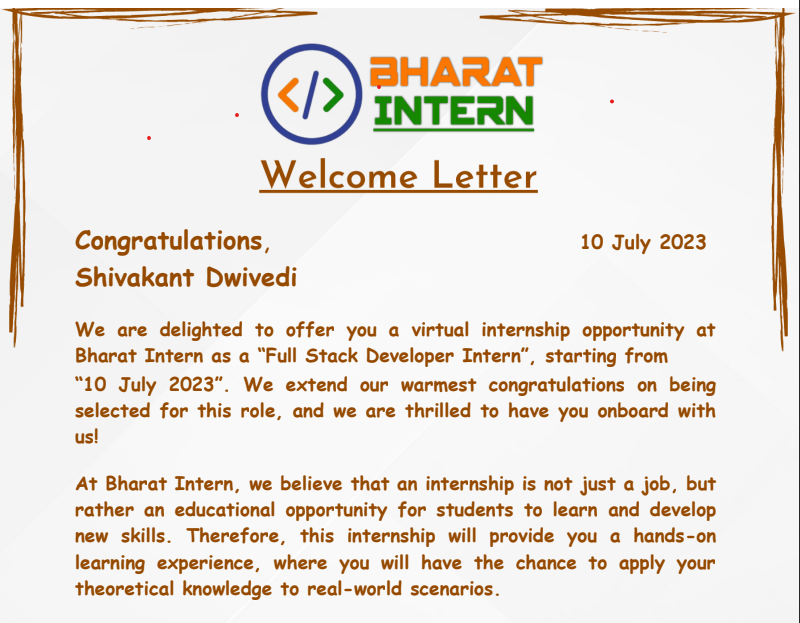 </>
BHARAT
INTERN
Welcome Letter
Congratulations,
10 July 2023
Shivakant Dwivedi
We are delighted to offer you a virtual internship opportunity at
Bharat Intern as a “Full Stack Developer Intern”, starting from
“10 July 2023”. We extend our warmest congratulations on being
selected for this role, and we are thrilled to have you onboard with
us!
At Bharat Intern, we believe that an internship is not just a job, but
rather an educational opportunity for students to learn and develop
new skills. Therefore, this internship will provide you a hands-on
learning experience, where you will have the chance to apply your
theoretical knowledge to real-world scenarios.